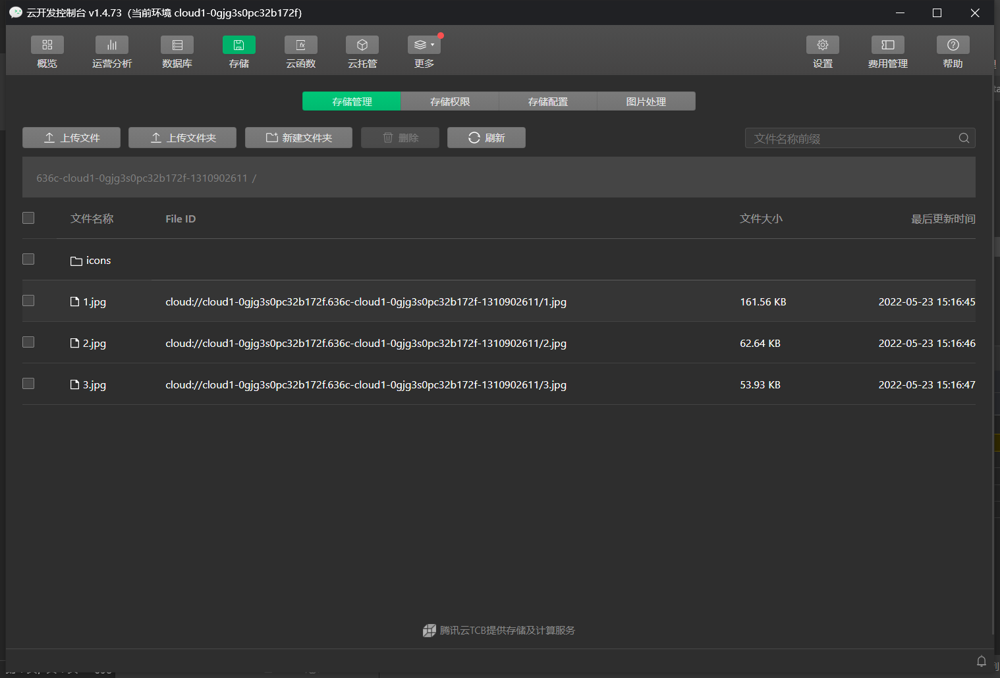 云开发控制台 v1.4.73 (当前环境 cloud1-0gjg3s0pc32b172f)
概览 运营分析 数据库 存储 云函数 云托管 更多 设置 费用管理 帮助
存储管理 存储权限 存储配置 图片处理
上传文件 上传文件夹 新建文件夹 删除 刷新 文件名称前缀
636c-cloud1-0gjg3s0pc32b172f-1310902611 /
文件名称 File ID 文件大小 最后更新时间
icons
1.jpg cloud://cloud1-0gjg3s0pc32b172f.636c-cloud1-0gjg3s0pc32b172f-1310902611/1.jpg 161.56 KB 2022-05-23 15:16:45
2.jpg cloud://cloud1-0gjg3s0pc32b172f.636c-cloud1-0gjg3s0pc32b172f-1310902611/2.jpg 62.64 KB 2022-05-23 15:16:46
3.jpg cloud://cloud1-0gjg3s0pc32b172f.636c-cloud1-0gjg3s0pc32b172f-1310902611/3.jpg 53.93 KB 2022-05-23 15:16:47
腾讯云TCB提供存储及计算服务